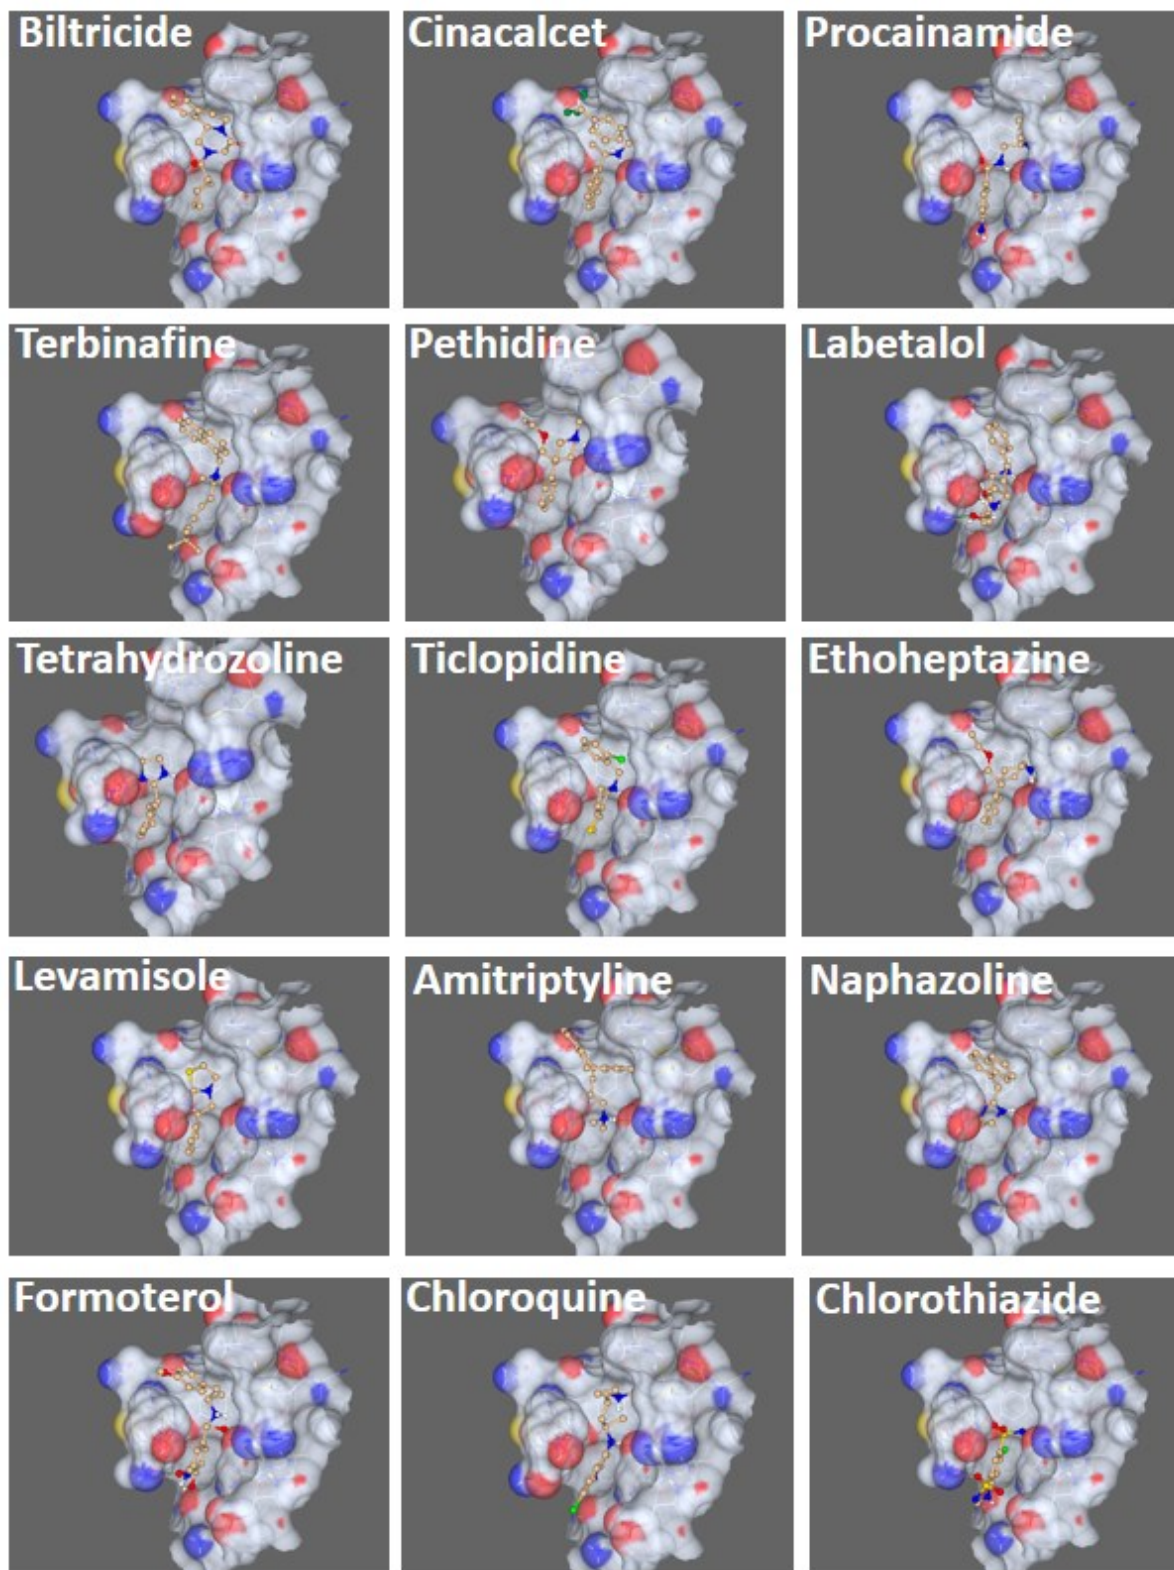 Biltricide
Cinacalcet
Procainamide
Terbinafine
Pethidine
Labetalol
Tetrahydrozoline
Ticlopidine
Ethoheptazine
Levamisole
Amitriptyline
Naphazoline
Formoterol
Chloroquine
Chlorothiazide